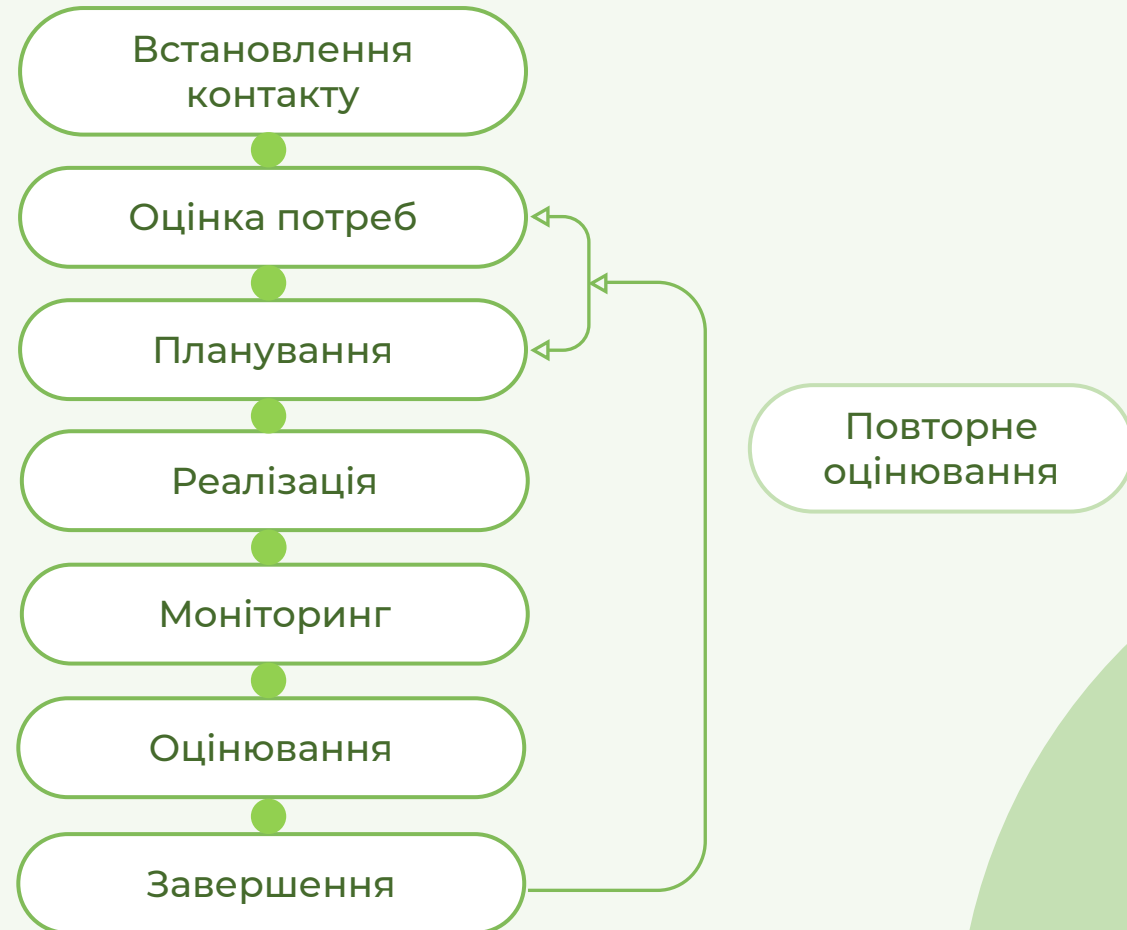 Встановлення
контакту
Оцінка потреб
Планування
Реалізація
Повторне
оцінювання
Моніторинг
Оцінювання
Завершення